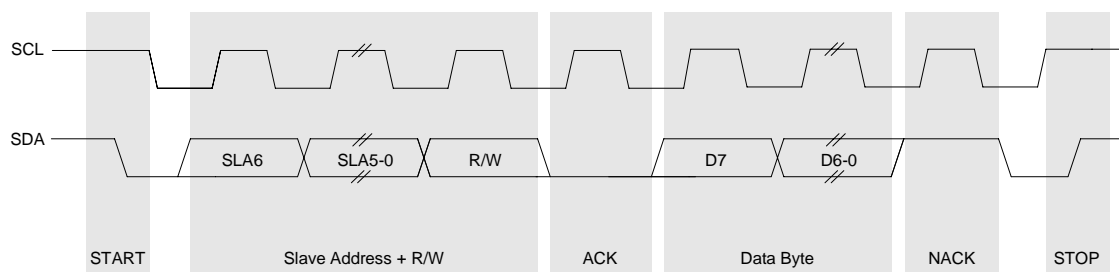 SCL
SDA
SLA6 SLA5-0 R/W D7 D6-0
START Slave Address + R/W ACK Data Byte NACK STOP